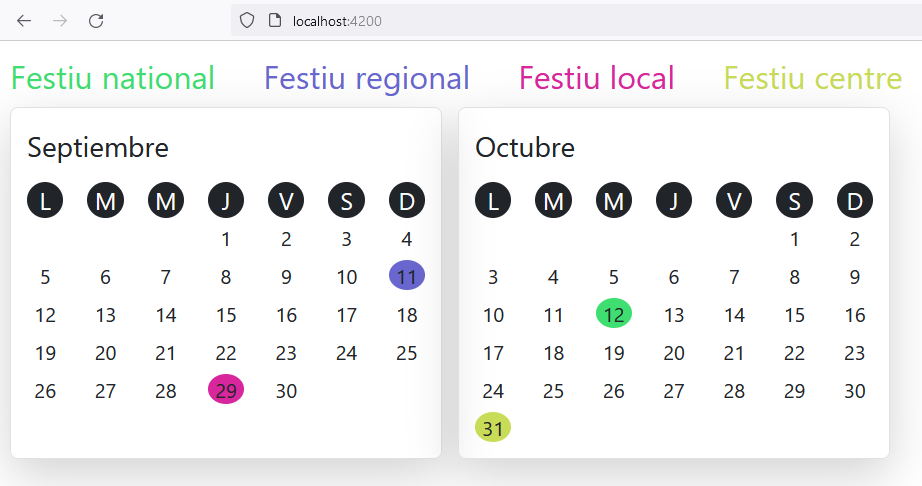 localhost:4200
Festiu national Festiu regional Festiu local Festiu centre
Septiembre
L M M J V S D
1 2 3 4
5 6 7 8 9 10 11
12 13 14 15 16 17 18
19 20 21 22 23 24 25
26 27 28 29 30
Octubre
L M M J V S D
1 2
3 4 5 6 7 8 9
10 11 12 13 14 15 16
17 18 19 20 21 22 23
24 25 26 27 28 29 30
31